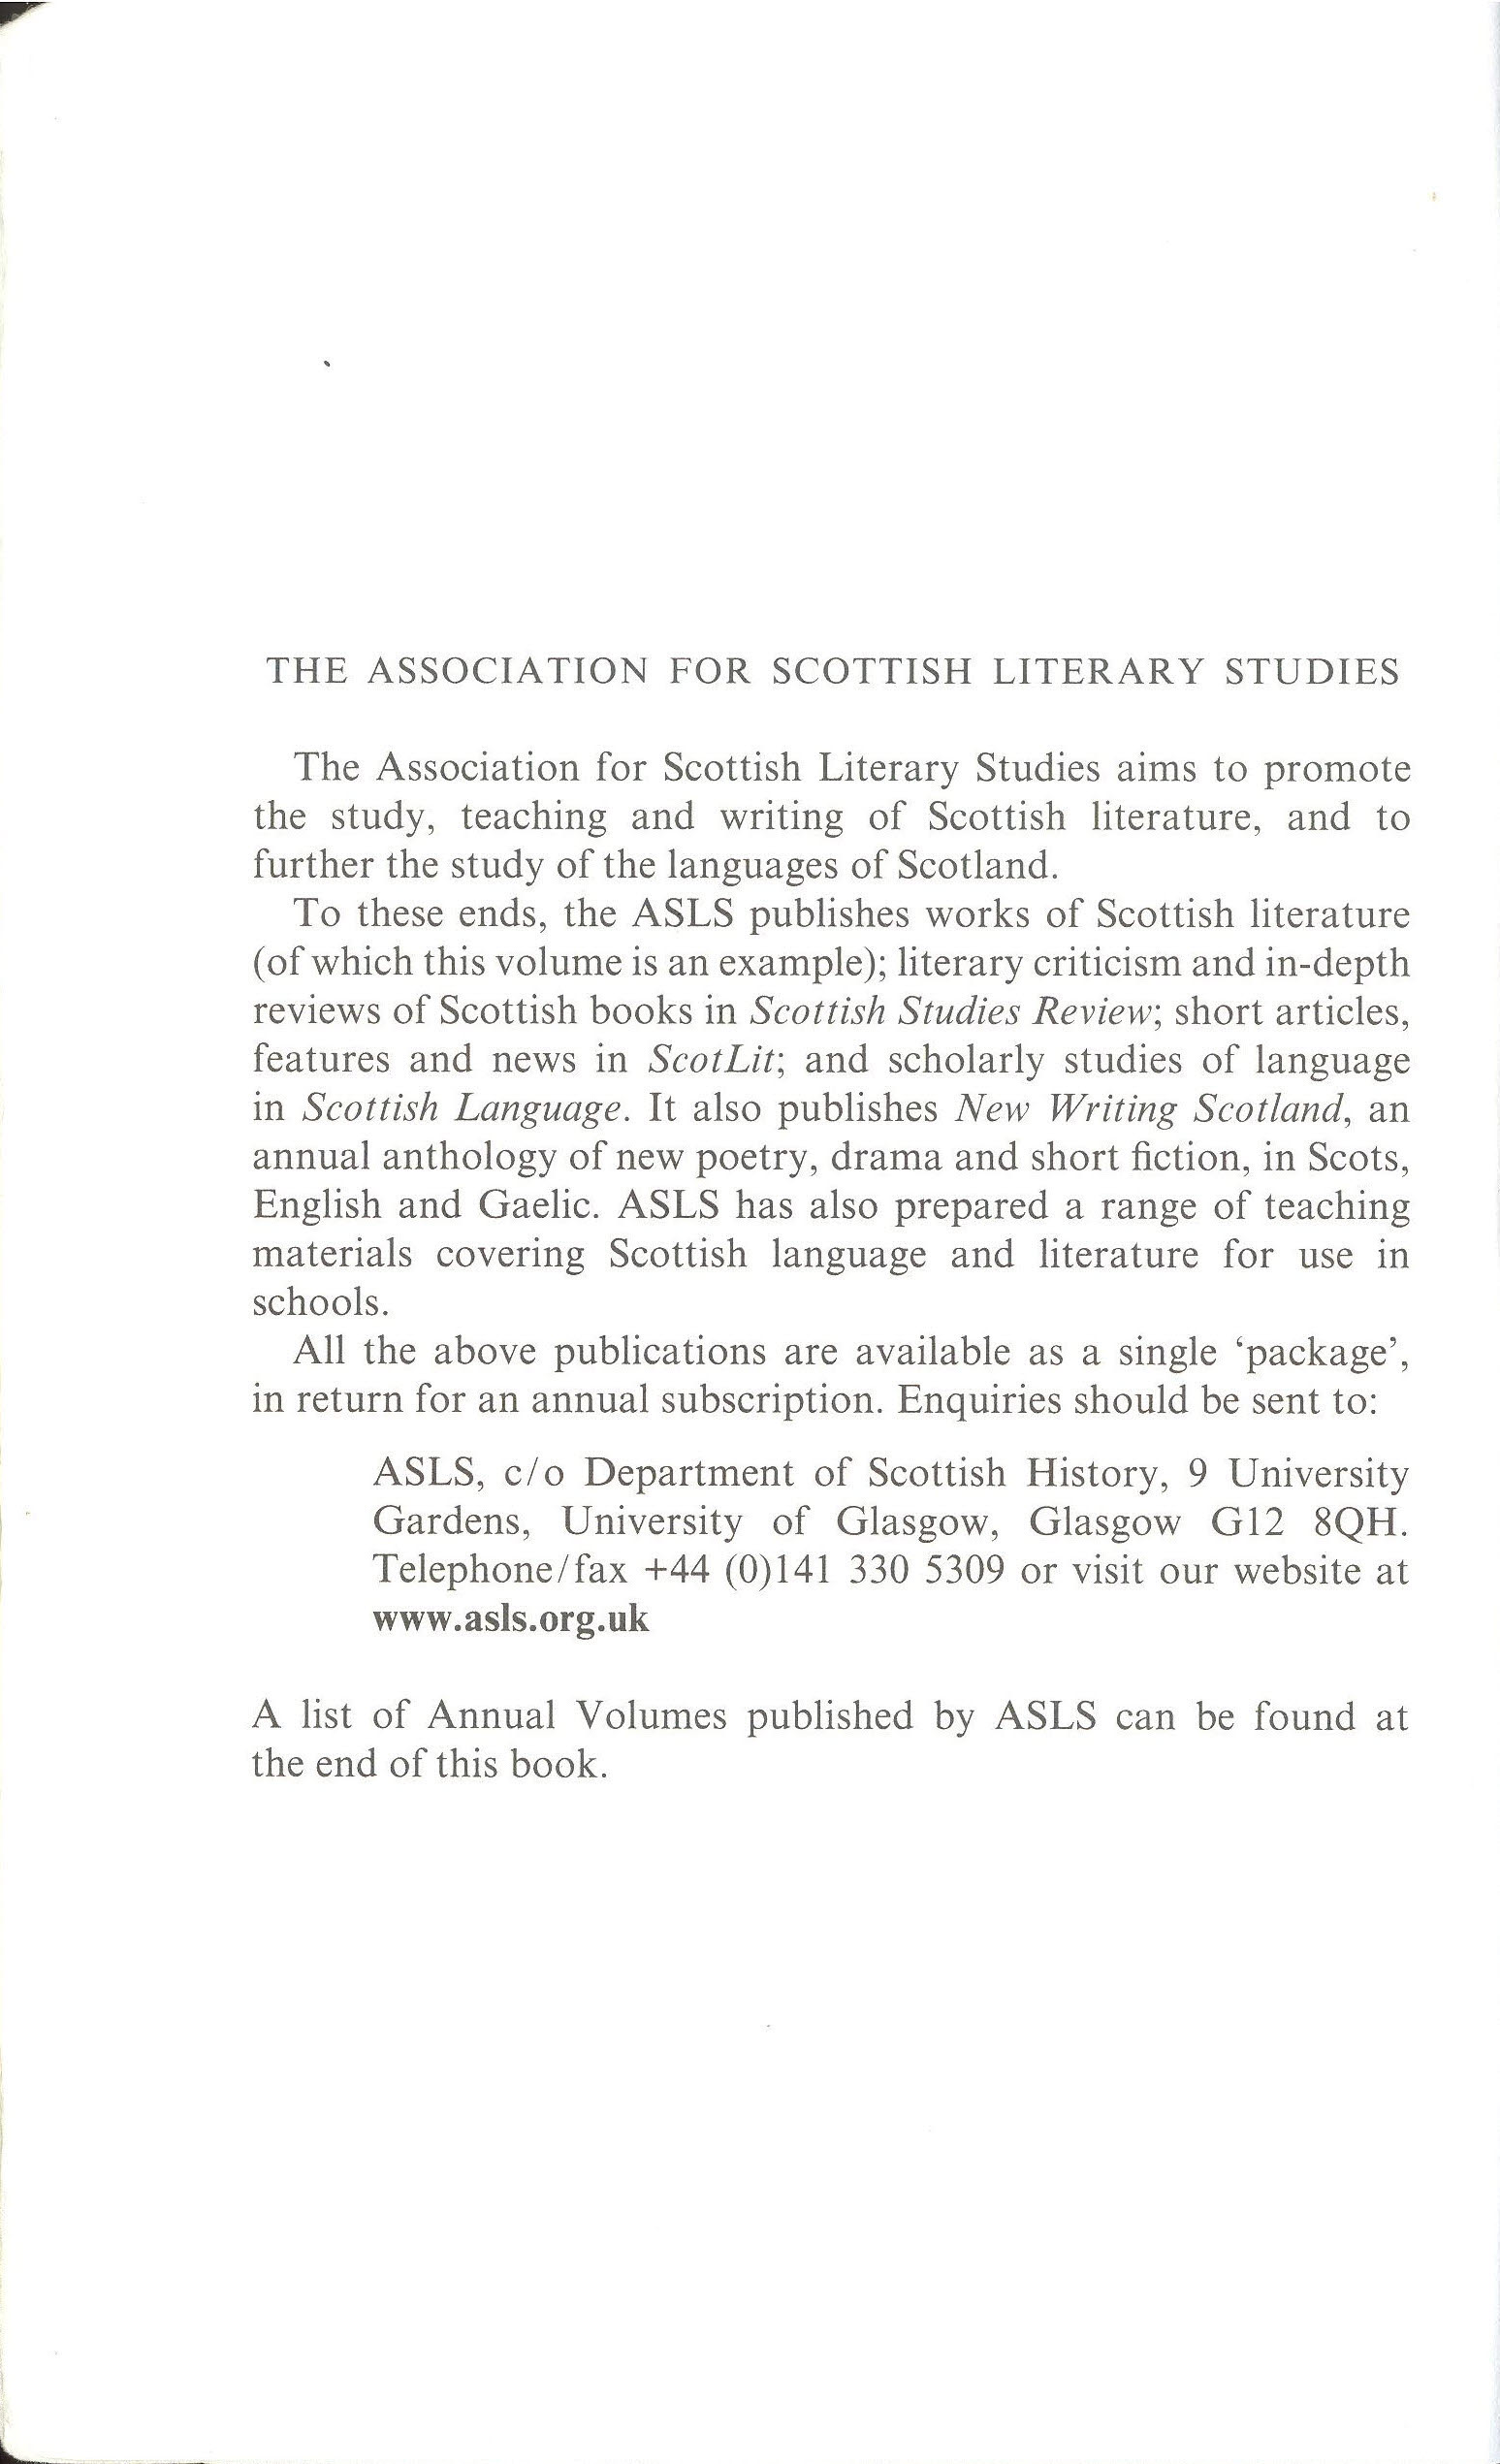 THE ASSOCIATION FOR SCOTTISH LITERARY STUDIES
The Association for Scottish Literary Studies aims to promote
the study, teaching and writing of Scottish literature, and to
further the study of the languages of Scotland.
To these ends, the ASLS publishes works of Scottish literature
(of which this volume is an example); literary criticism and in-depth
reviews of Scottish books in Scottish Studies Review; short articles,
features and news in ScotLit; and scholarly studies of language
in Scottish Language. It also publishes New Writing Scotland, an
annual anthology of new poetry, drama and short fiction, in Scots,
English and Gaelic. ASLS has also prepared a range of teaching
materials covering Scottish language and literature for use in
schools.
All the above publications are available as a single ‘package’,
in return for an annual subscription. Enquiries should be sent to:
ASLS, c/o Department of Scottish History, 9 University
Gardens, University of Glasgow, Glasgow G12 8QH.
Telephone/fax +44 (0)141 330 5309 or visit our website at
www.asls.org.uk
A list of Annual Volumes published by ASLS can be found at
the end of this book.